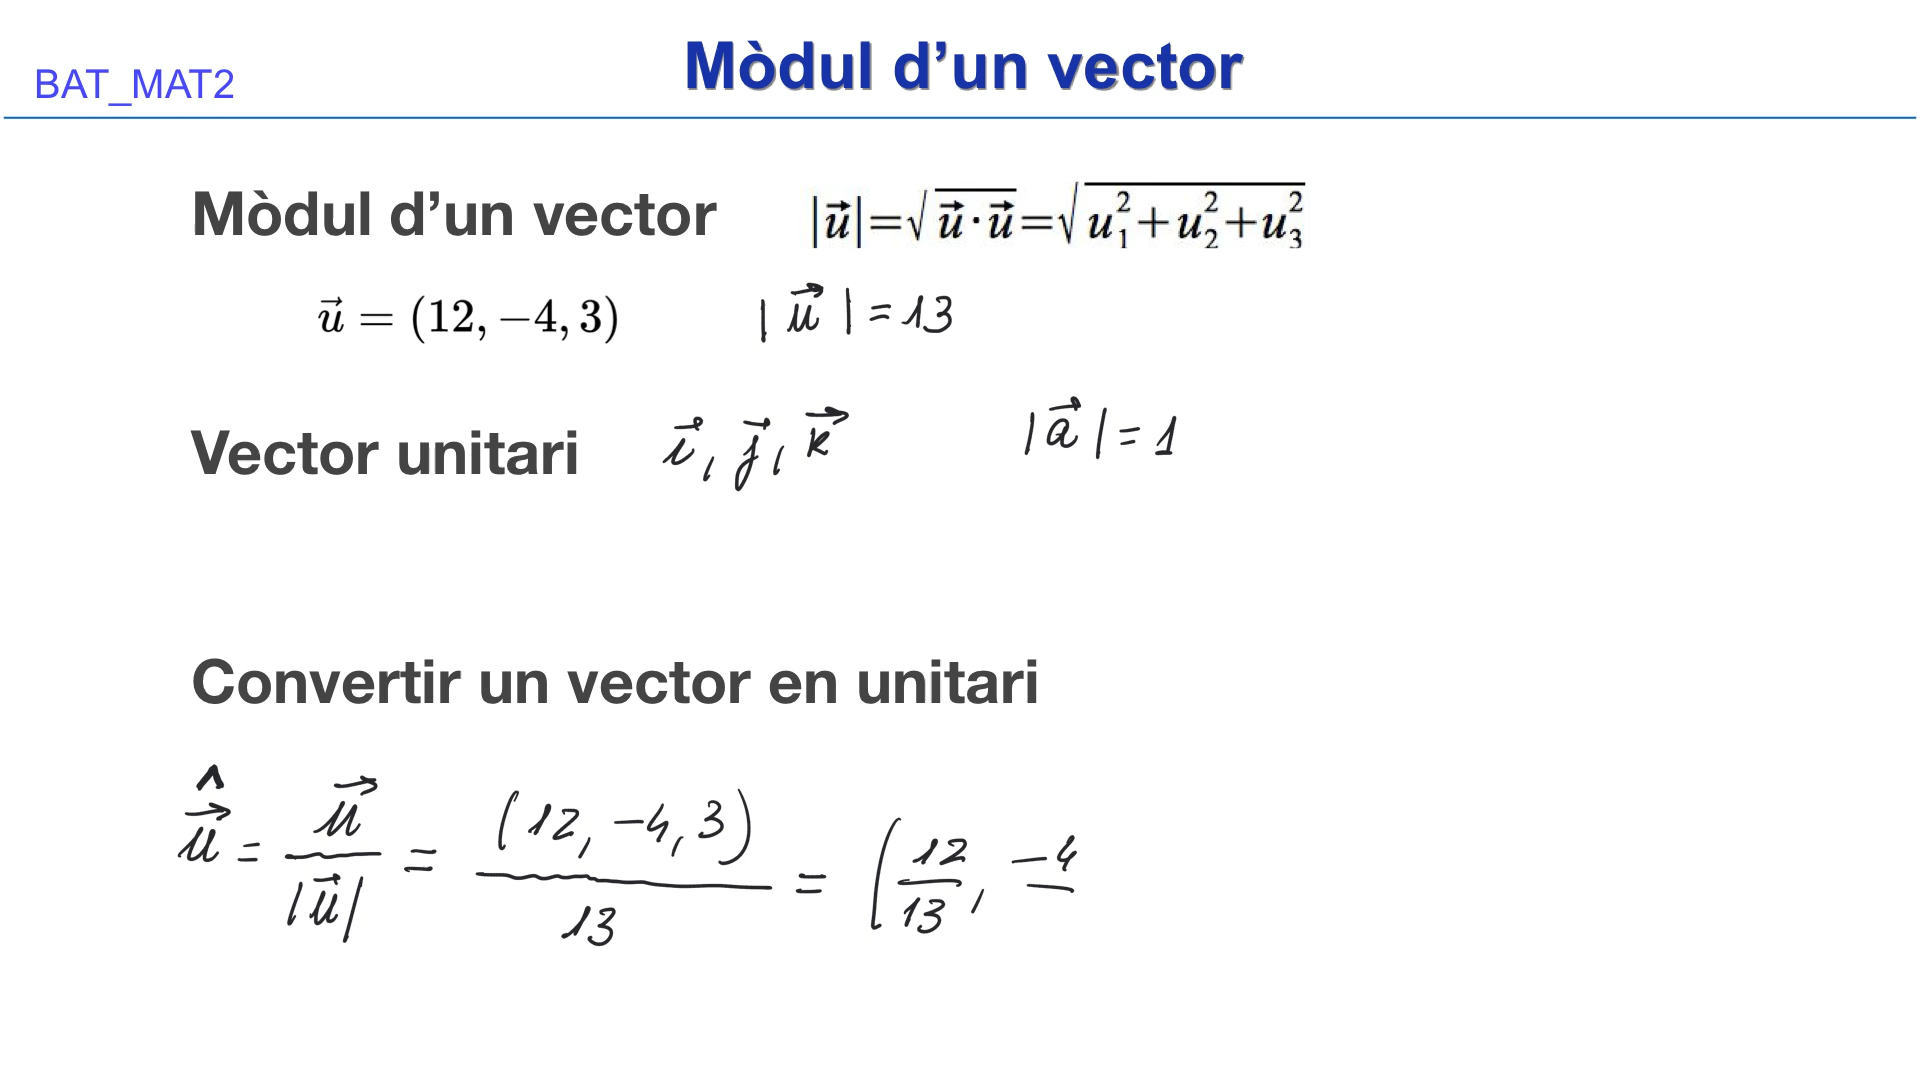 BAT_MAT2
Mòdul d’un vector
Mòdul d’un vector |u⃗|=√u⃗·u⃗=√u₁²+u₂²+u₃²
u⃗ = (12, −4, 3) |u⃗| = 13
Vector unitari i⃗, j⃗, k⃗ |a⃗| = 1
Convertir un vector en unitari
û⃗ = u⃗/|u⃗| = (12, −4, 3)/13 = (12/13, −4/